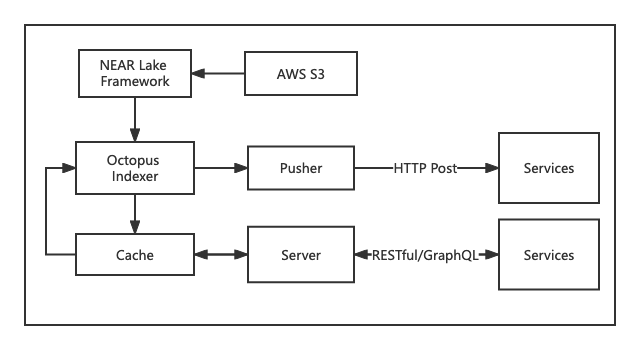 NEAR Lake
Framework
AWS S3
Octopus
Indexer
Pusher
HTTP Post
Services
Cache
Server
RESTful/GraphQL
Services